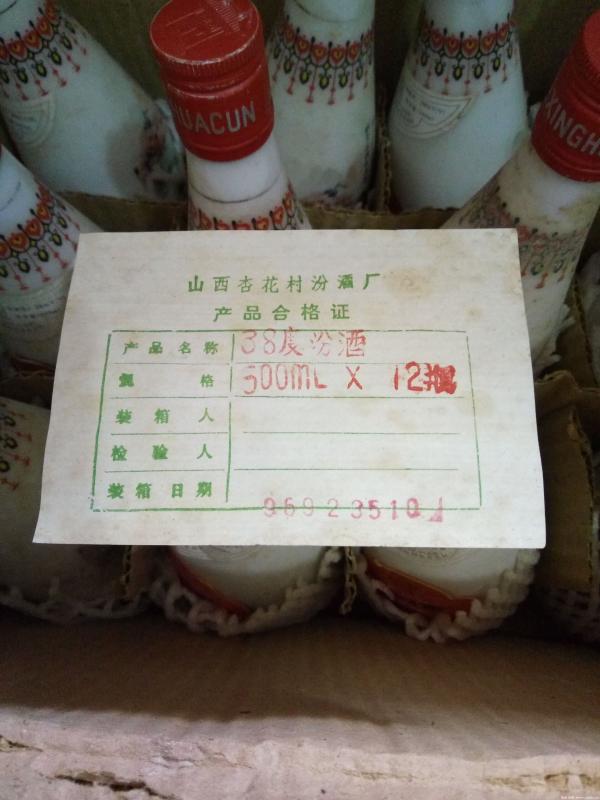 HUACUN
XINGH
山西杏花村汾酒厂
产品合格证
产品名称 38度汾酒
规格 500ML X 12瓶
装箱人
检验人
装箱日期 96923510